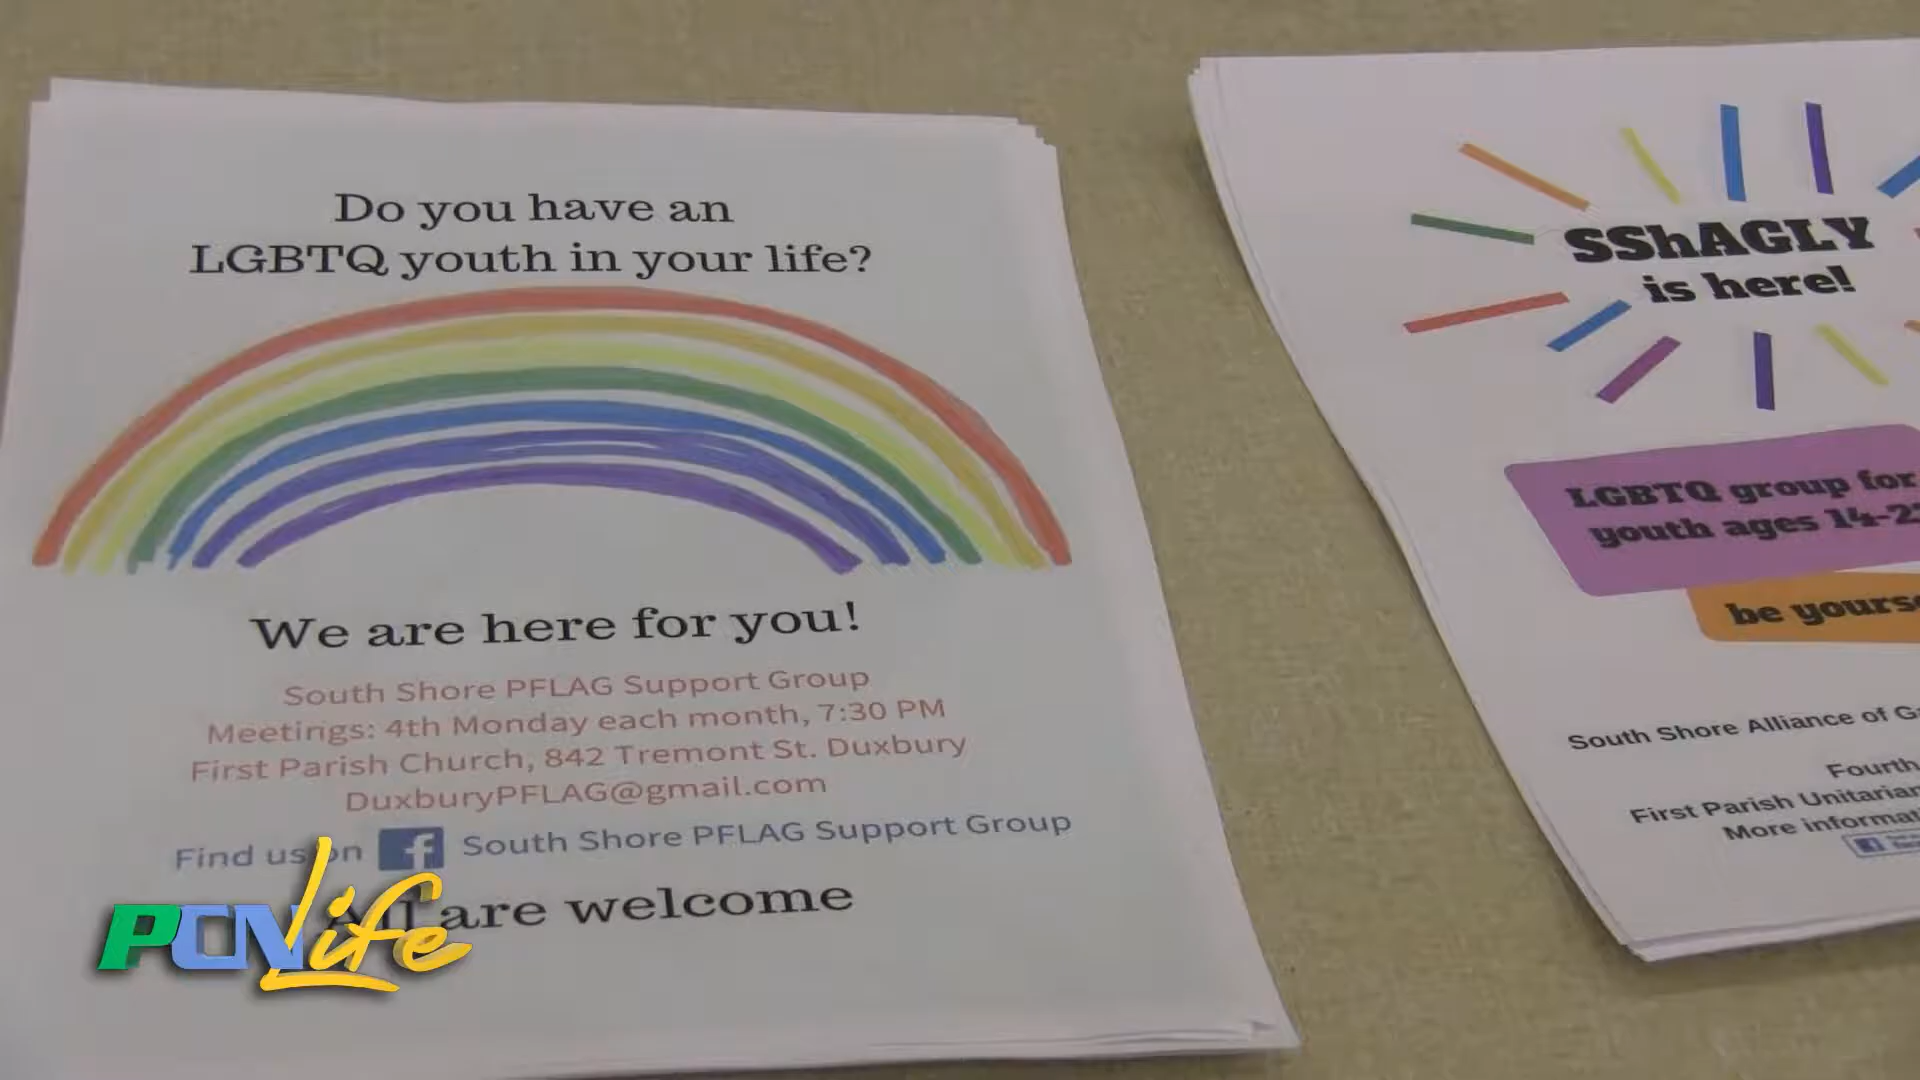 Do you have an
LGBTQ youth in your life?
We are here for you!
South Shore PFLAG Support Group
Meetings: 4th Monday each month, 7:30 PM
First Parish Church, 842 Tremont St. Duxbury
DuxburyPFLAG@gmail.com
Find us on f South Shore PFLAG Support Group
All are welcome
PCN Life
SShAGLY
is here!
LGBTQ group for
youth ages
be
South Shore Alliance of
Fourth
First Parish Unitarian
More